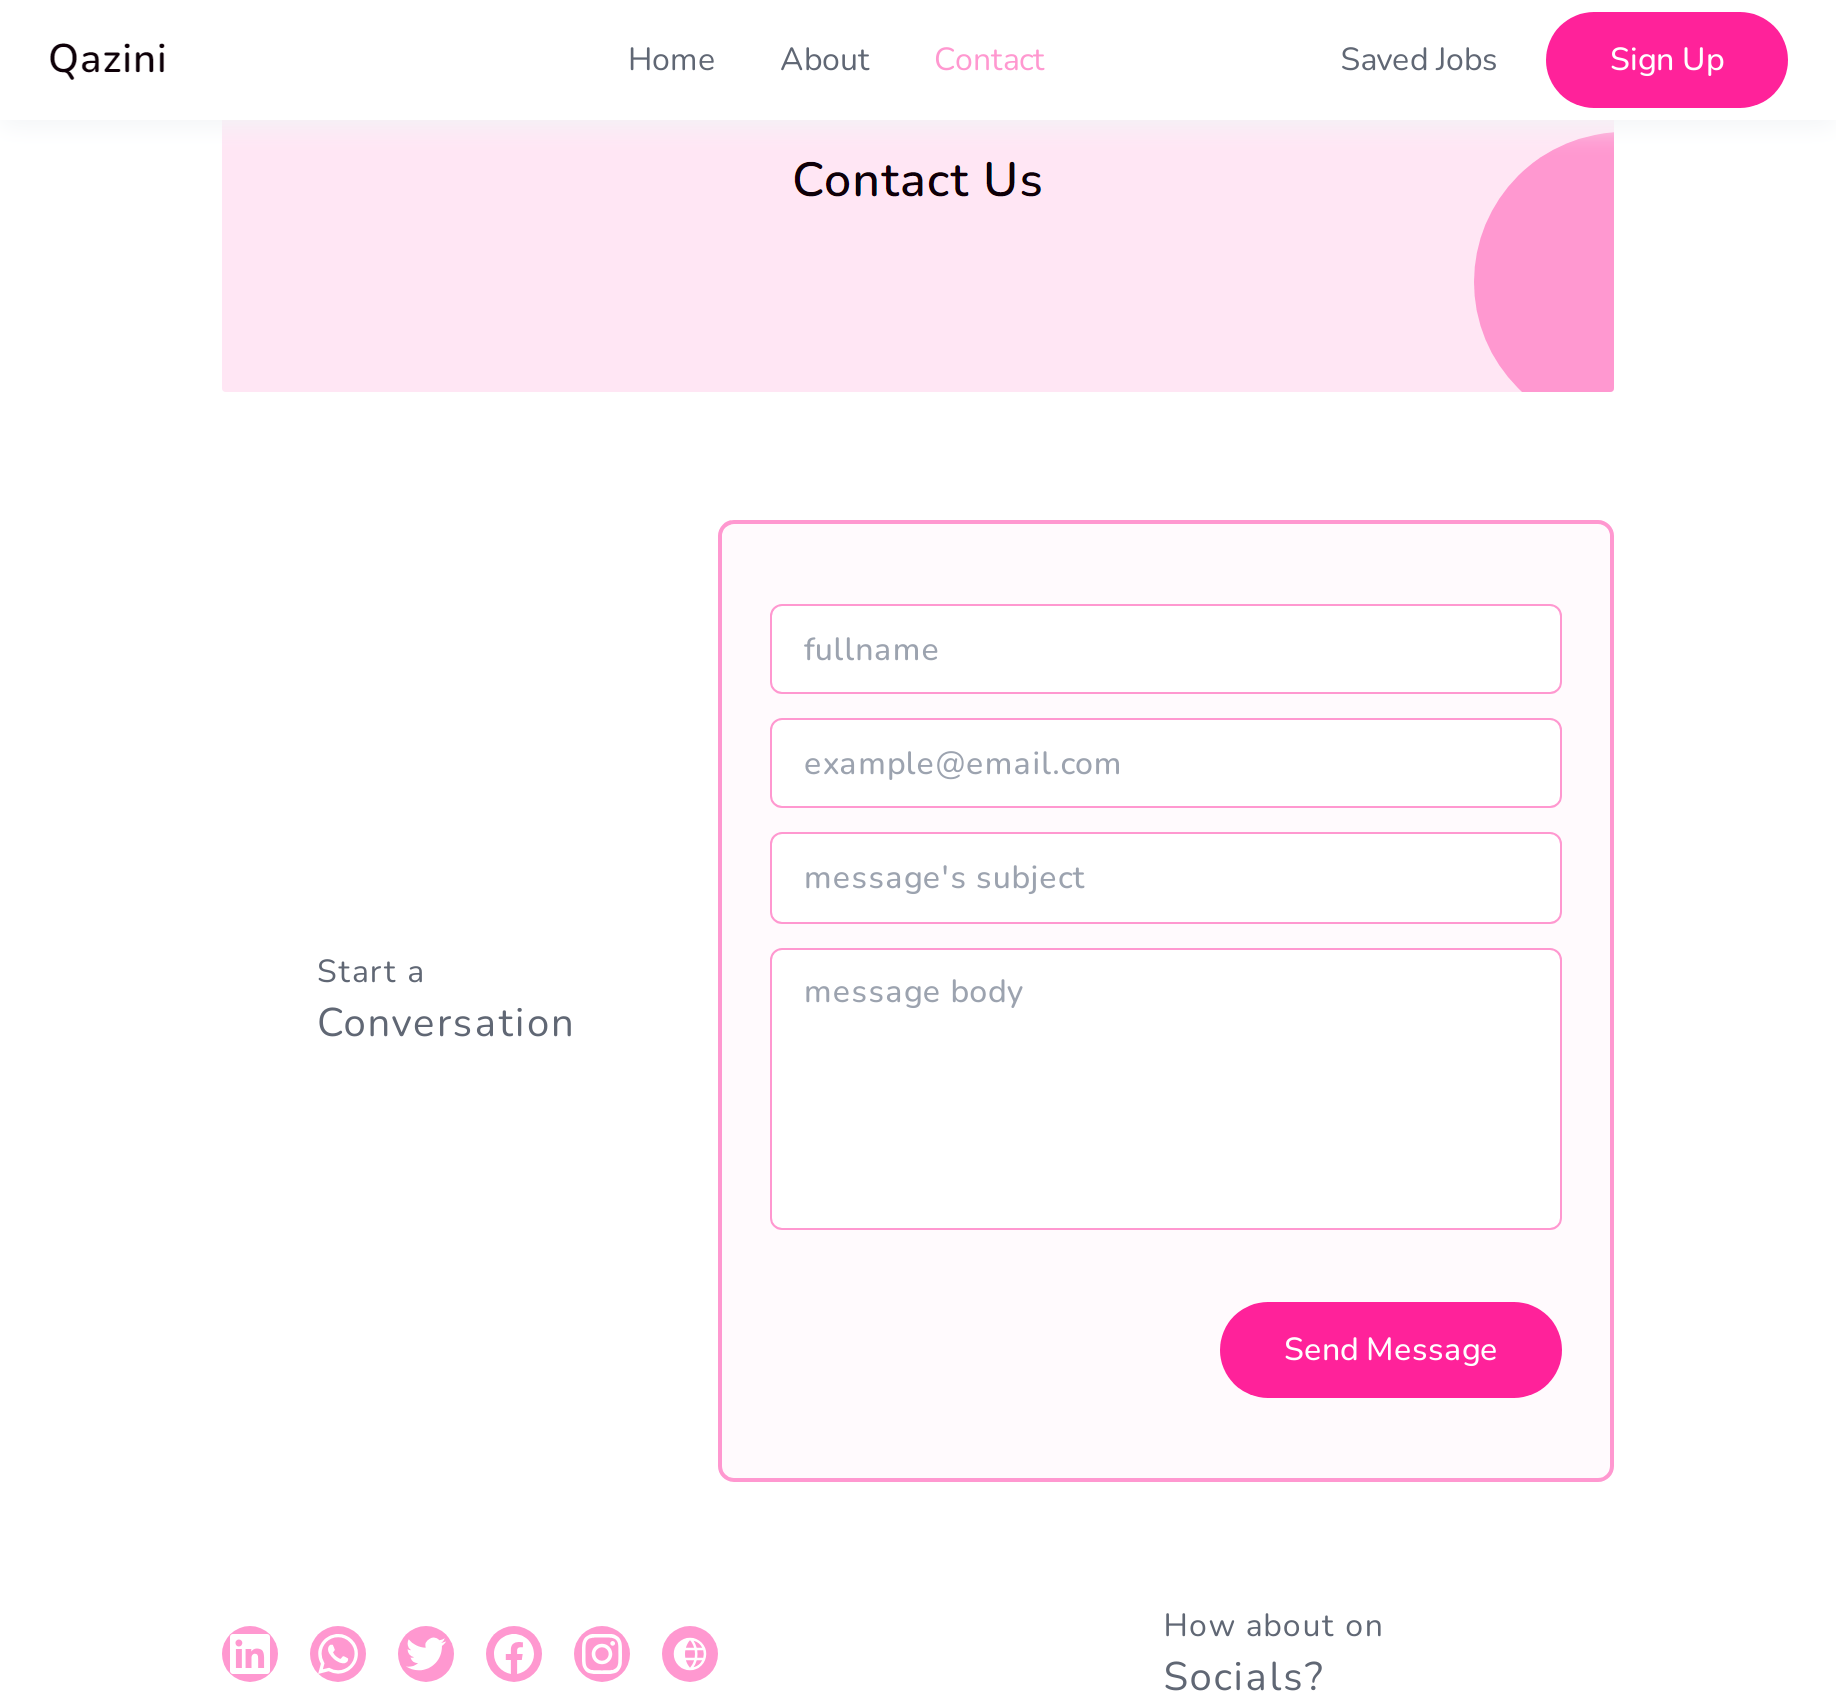 Qazini
Home
About
Contact
Saved Jobs
Sign Up
Contact Us
fullname
example@email.com
message's subject
message body
Start a
Conversation
Send Message
How about on
Socials?